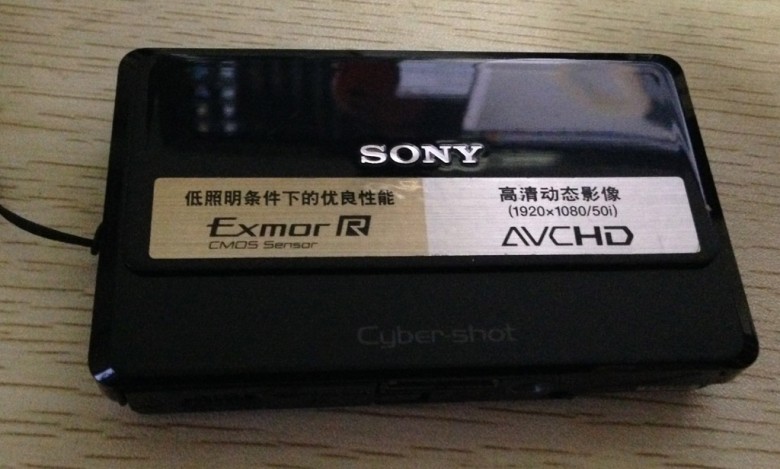 SONY
低照明条件下的优良性能
Exmor R
CMOS Sensor
高清动态影像
(1920×1080/50i)
AVCHD
Cyber-shot